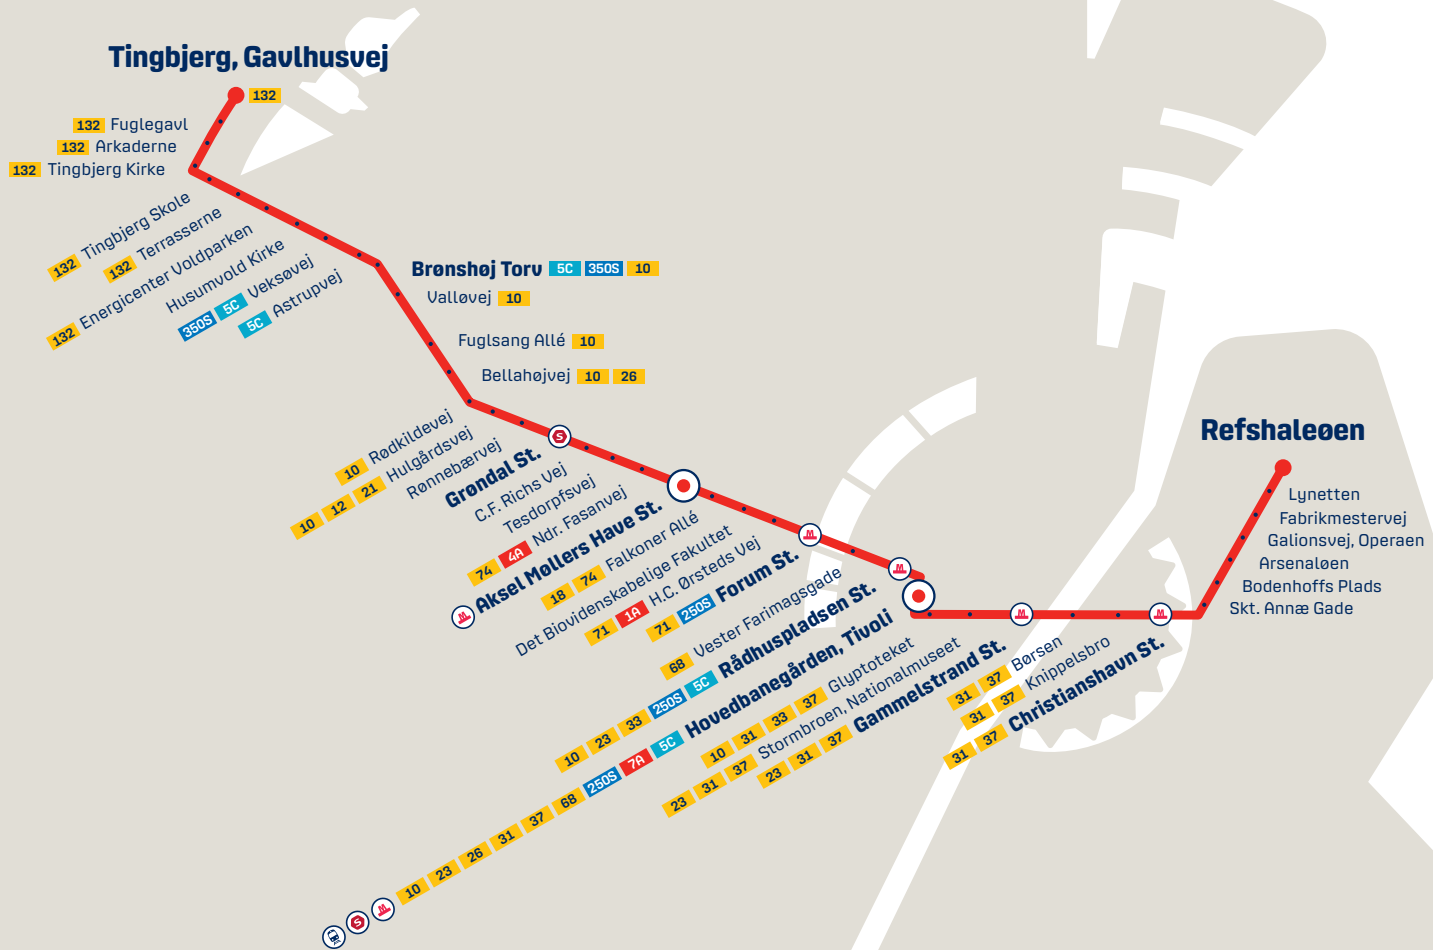 Tingbjerg, Gavlhusvej
132
132 Fuglegavl
132 Arkaderne
132 Tingbjerg Kirke
132 Tingbjerg Skole
132 Terrasserne
132 Energicenter Voldparken
Husumvold Kirke
350S 5C Veksøvej
5C Astrupvej
Brønshøj Torv 5C 350S 10
Valløvej 10
Fuglsang Allé 10
Bellahøjvej 10 26
10 Rødkildevej
10 12 21 Hulgårdsvej
Rønnebærvej
S
Grøndal St.
C.F. Richs Vej
Tesdorpfsvej
74 4A Ndr. Fasanvej
M Aksel Møllers Have St.
18 74 Falkoner Allé
Det Biovidenskabelige Fakultet
71 1A H.C. Ørsteds Vej
M
71 250S Forum St.
68 Vester Farimagsgade
M
10 23 33 250S 5C Rådhuspladsen St.
S M 10 23 26 31 37 68 250S 7A 5C Hovedbanegården, Tivoli
10 31 33 37 Glyptoteket
23 31 37 Stormbroen, Nationalmuseet
M
23 31 37 Gammelstrand St.
31 37 Børsen
31 37 Knippelsbro
M
31 37 Christianshavn St.
Refshaleøen
Lynetten
Fabrikmestervej
Galionsvej, Operaen
Arsenaløen
Bodenhoffs Plads
Skt. Annæ Gade